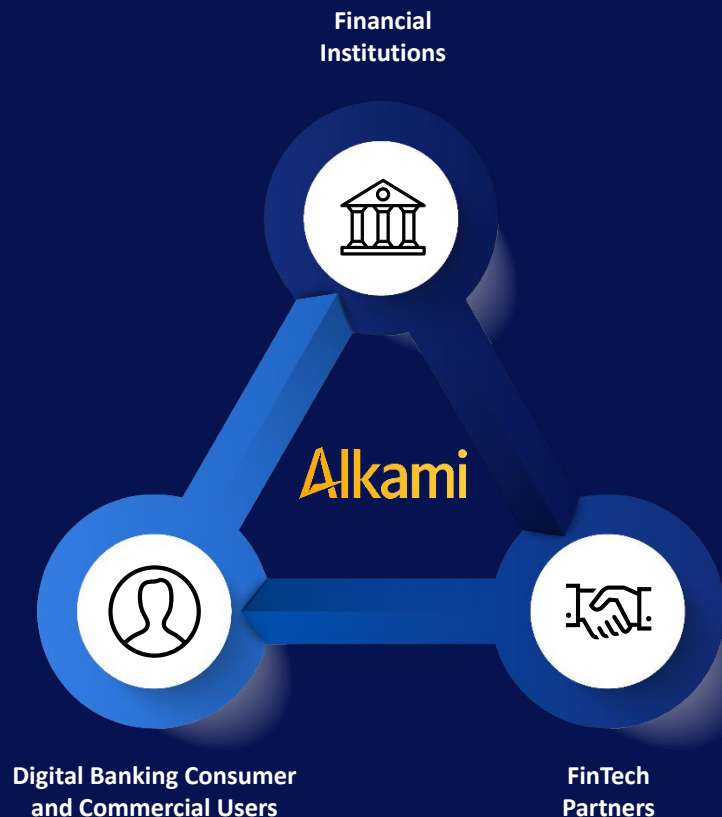 Financial
Institutions
Alkami
Digital Banking Consumer
and Commercial Users
FinTech
Partners